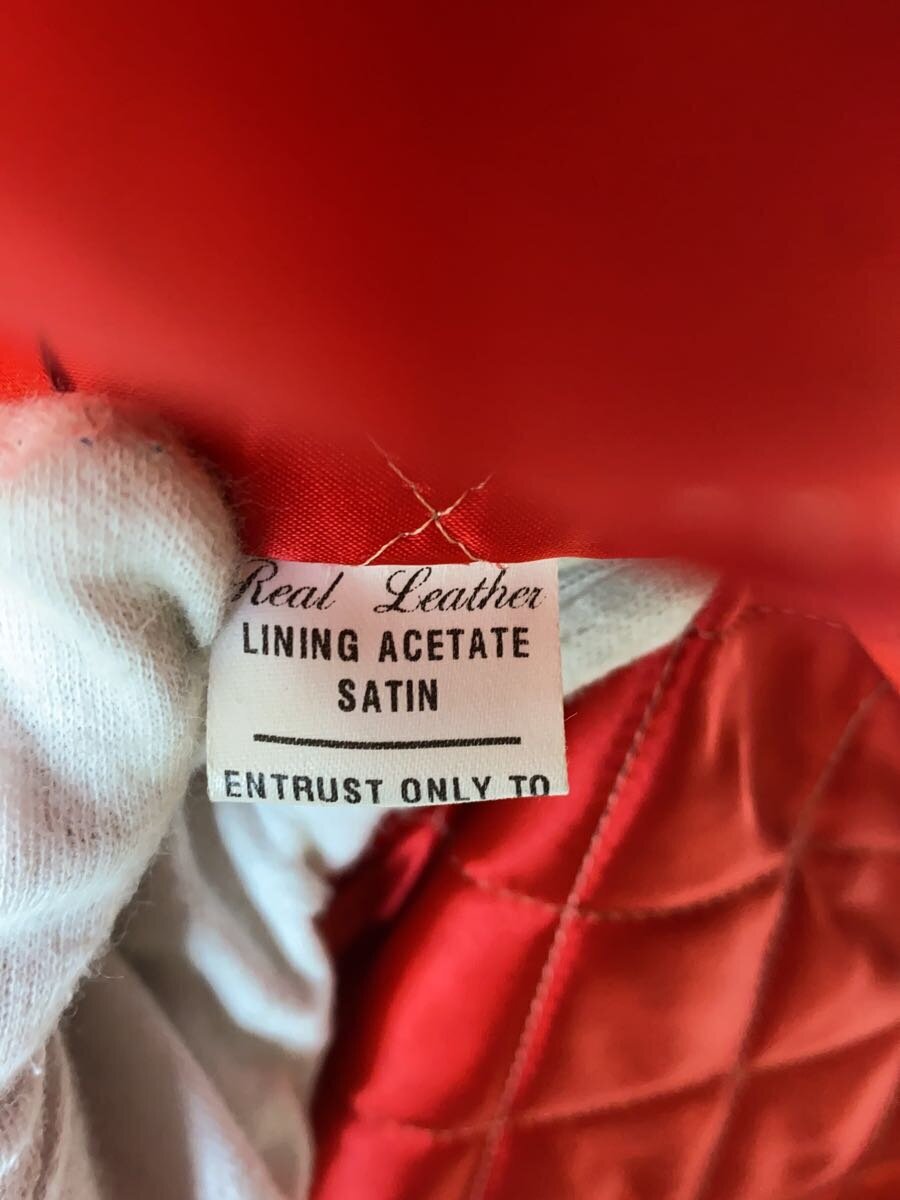 Real Leather
LINING ACETATE
SATIN
ENTRUST ONLY TO